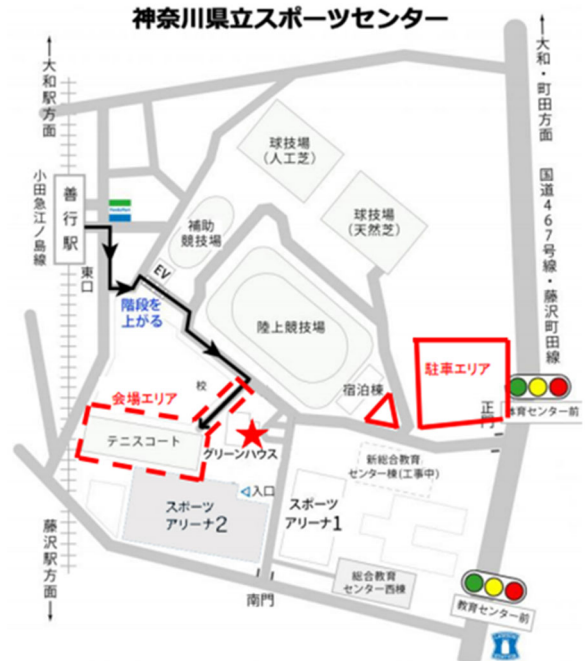 神奈川県立スポーツセンター
←大和駅方面
←大和・町田方面
国道467号線・藤沢町田線
小田急江ノ島線
善行駅
東口
FamilyMart
球技場
(人工芝)
球技場
(天然芝)
補助
競技場
EV
階段を
上がる
陸上競技場
駐車エリア
宿泊棟
正門
体育センター前
校
会場エリア
テニスコート
グリーンハウス
新総合教育
センター棟(工事中)
入口
スポーツ
アリーナ2
スポーツ
アリーナ1
総合教育
センター西棟
南門
藤沢駅方面→
教育センター前
LAWSON